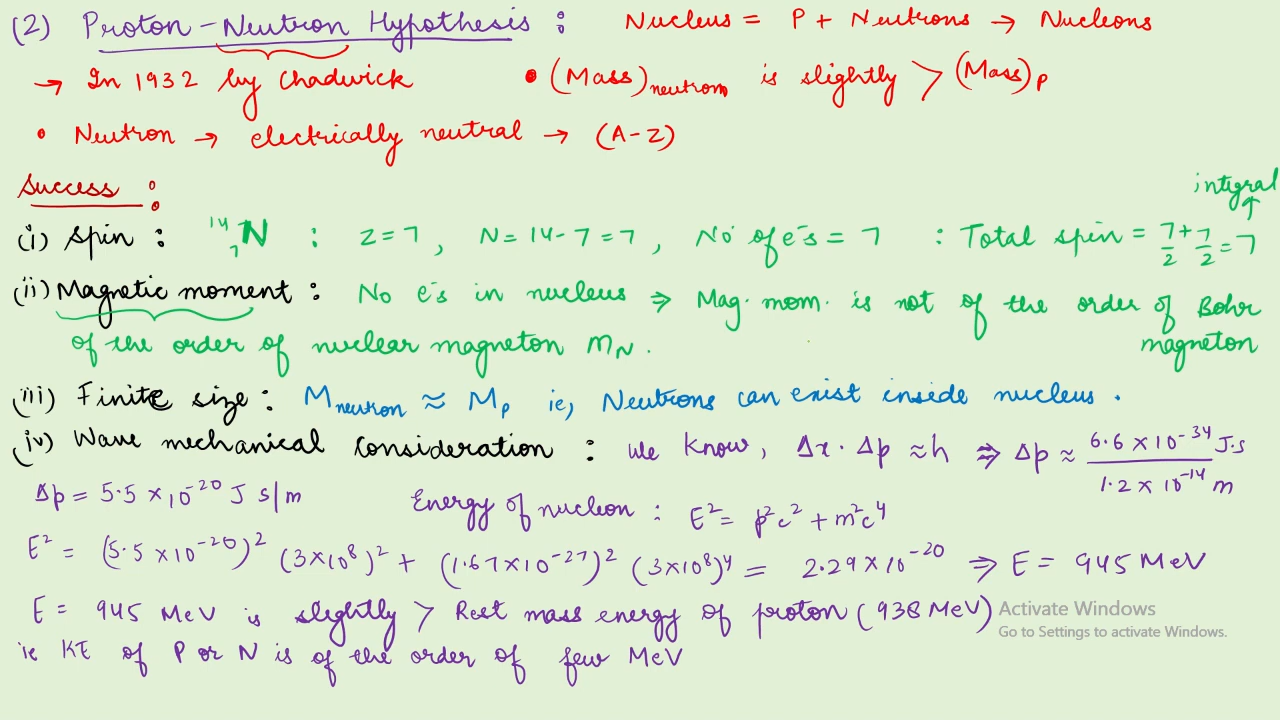 (2) Proton-Neutron Hypothesis : Nucleus = P + Neutrons → Nucleons
→ In 1932 by Chadwick • (Mass)neutron is slightly > (Mass)p
• Neutron → electrically neutral → (A-Z)
Success :
integral
(i) Spin : ¹⁴₇N : Z=7, N=14-7=7, No of e⁻s = 7 : Total spin = 7/2 + 7/2 = 7
(ii) Magnetic moment : No e⁻s in nucleus ⇒ Mag. mom. is not of the order of Bohr
of the order of nuclear magneton mN. magneton
(iii) Finite size : Mneutron ≈ Mp ie, Neutrons can exist inside nucleus.
(iv) Wave mechanical consideration : We know, Δx·Δp ≈ h ⇒ Δp ≈ 6.6×10⁻³⁴ J.s / 1.2×10⁻¹⁴ m
Δp = 5.5×10⁻²⁰ J s/m Energy of nucleon : E² = p²c² + m²c⁴
E² = (5.5×10⁻²⁰)² (3×10⁸)² + (1.67×10⁻²⁷)² (3×10⁸)⁴ = 2.29×10⁻²⁰ ⇒ E = 945 MeV
E = 945 MeV is slightly > Rest mass energy of proton (938 MeV)
ie KE of P or N is of the order of few MeV
Activate Windows
Go to Settings to activate Windows.